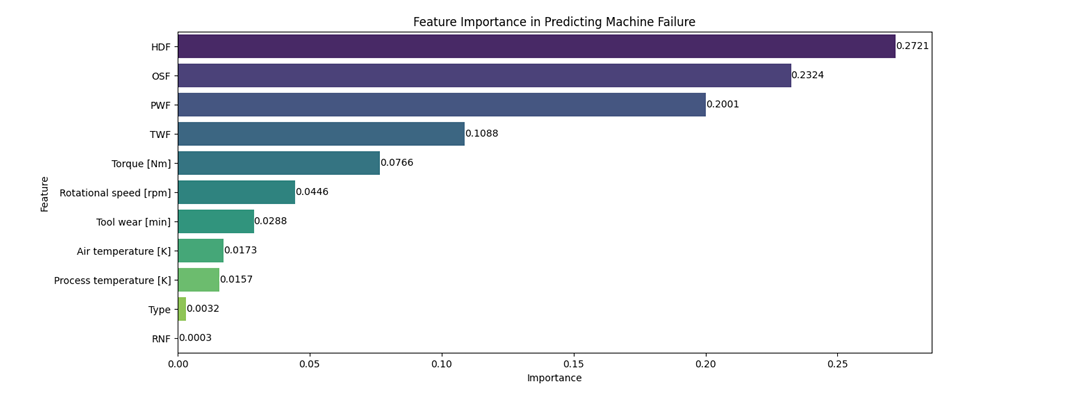 Feature Importance in Predicting Machine Failure
HDF 0.2721
OSF 0.2324
PWF 0.2001
TWF 0.1088
Torque [Nm] 0.0766
Rotational speed [rpm] 0.0446
Tool wear [min] 0.0288
Air temperature [K] 0.0173
Process temperature [K] 0.0157
Type 0.0032
RNF 0.0003
Feature
0.00 0.05 0.10 0.15 0.20 0.25
Importance